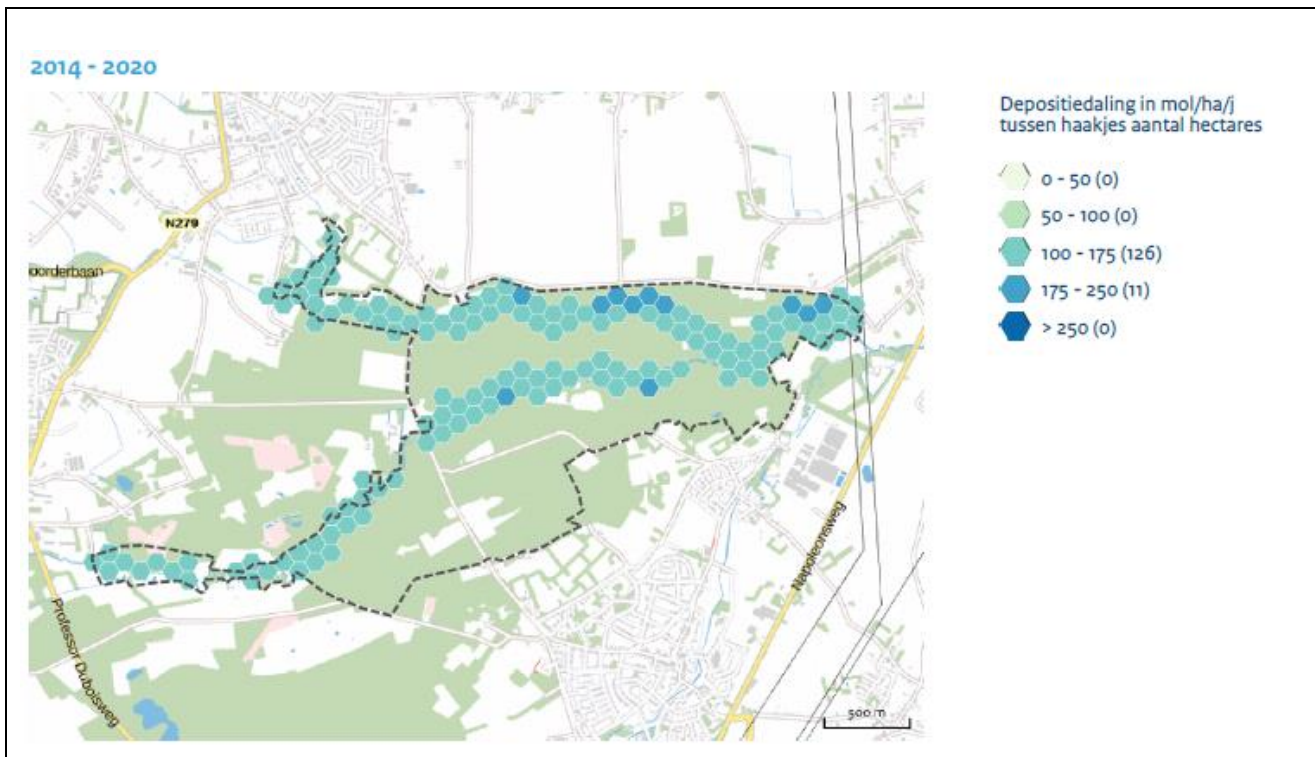 2014 - 2020
Depositiedaling in mol/ha/j
tussen haakjes aantal hectares
0 - 50 (0)
50 - 100 (0)
100 - 175 (126)
175 - 250 (11)
> 250 (0)
N279
oorderbaan
Napoleonsweg
Professor Duboisweg
500 m